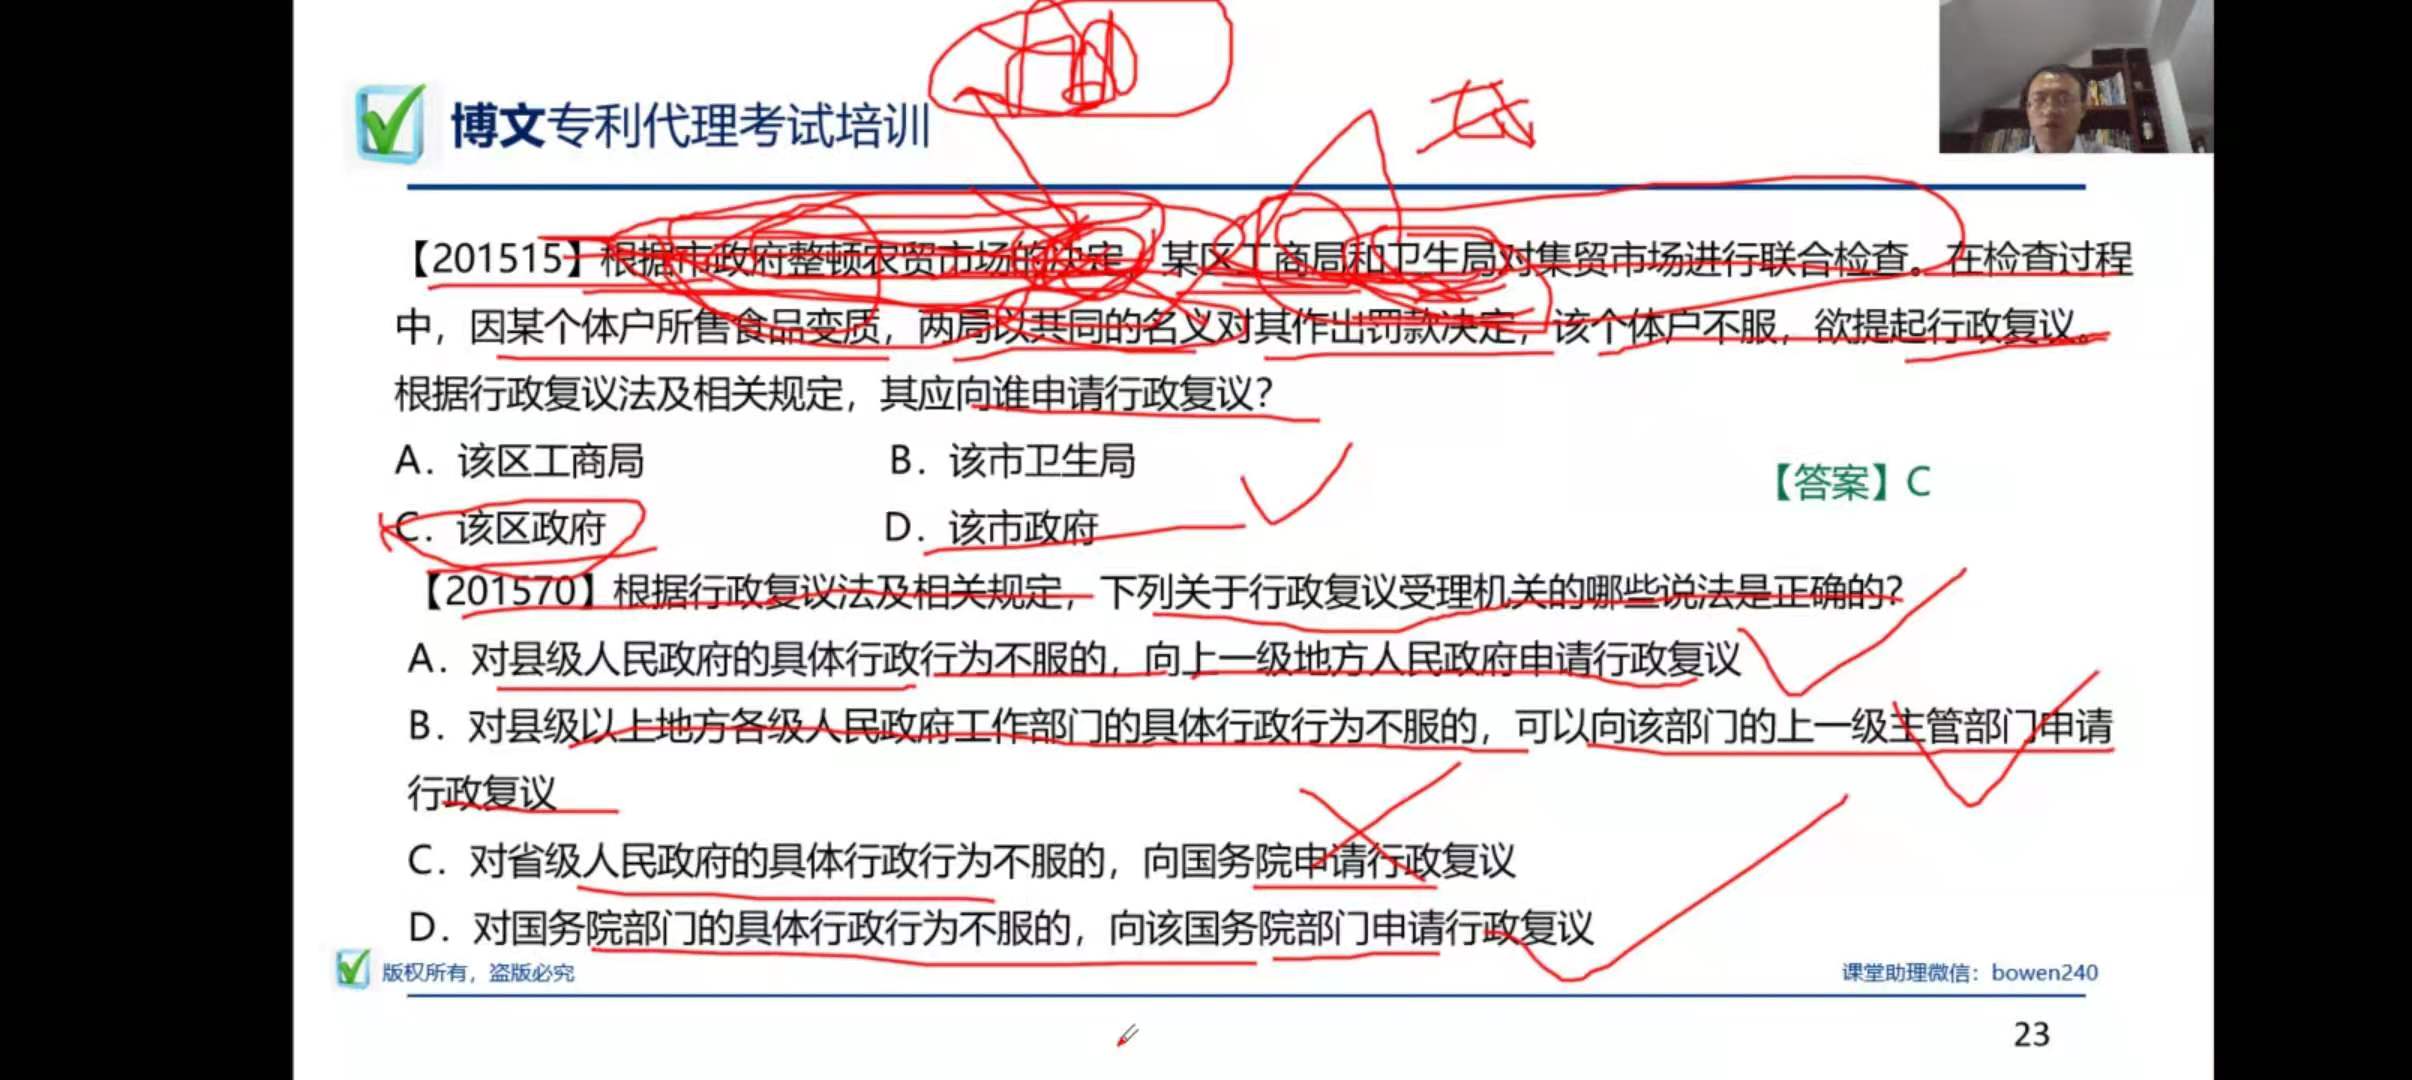 博文专利代理考试培训
【201515】根据市政府整顿农贸市场的决定，某区工商局和卫生局对集贸市场进行联合检查。在检查过程
中，因某个体户所售食品变质，两局以共同的名义对其作出罚款决定，该个体户不服，欲提起行政复议。
根据行政复议法及相关规定，其应向谁申请行政复议？
A．该区工商局 B．该市卫生局
【答案】C
C．该区政府 D．该市政府
【201570】根据行政复议法及相关规定，下列关于行政复议受理机关的哪些说法是正确的?
A．对县级人民政府的具体行政行为不服的，向上一级地方人民政府申请行政复议
B．对县级以上地方各级人民政府工作部门的具体行政行为不服的，可以向该部门的上一级主管部门申请
行政复议
C．对省级人民政府的具体行政行为不服的，向国务院申请行政复议
D．对国务院部门的具体行政行为不服的，向该国务院部门申请行政复议
版权所有，盗版必究
课堂助理微信：bowen240
23